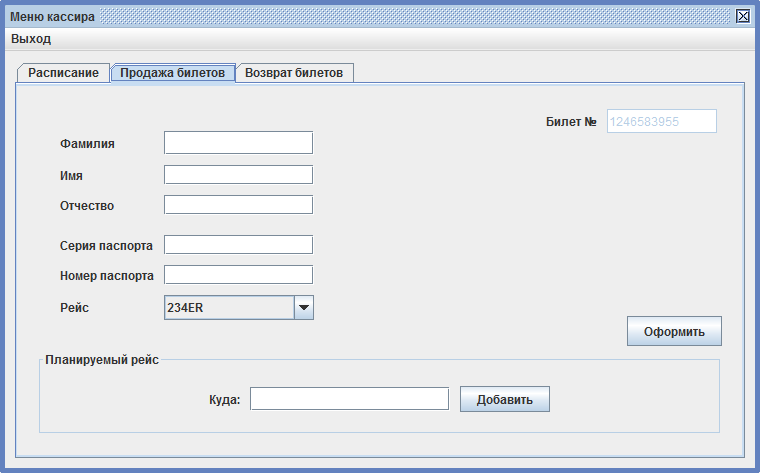 Меню кассира
Выход
Расписание Продажа билетов Возврат билетов
Билет № 1246583955
Фамилия
Имя
Отчество
Серия паспорта
Номер паспорта
Рейс 234ER
Оформить
Планируемый рейс
Куда: Добавить